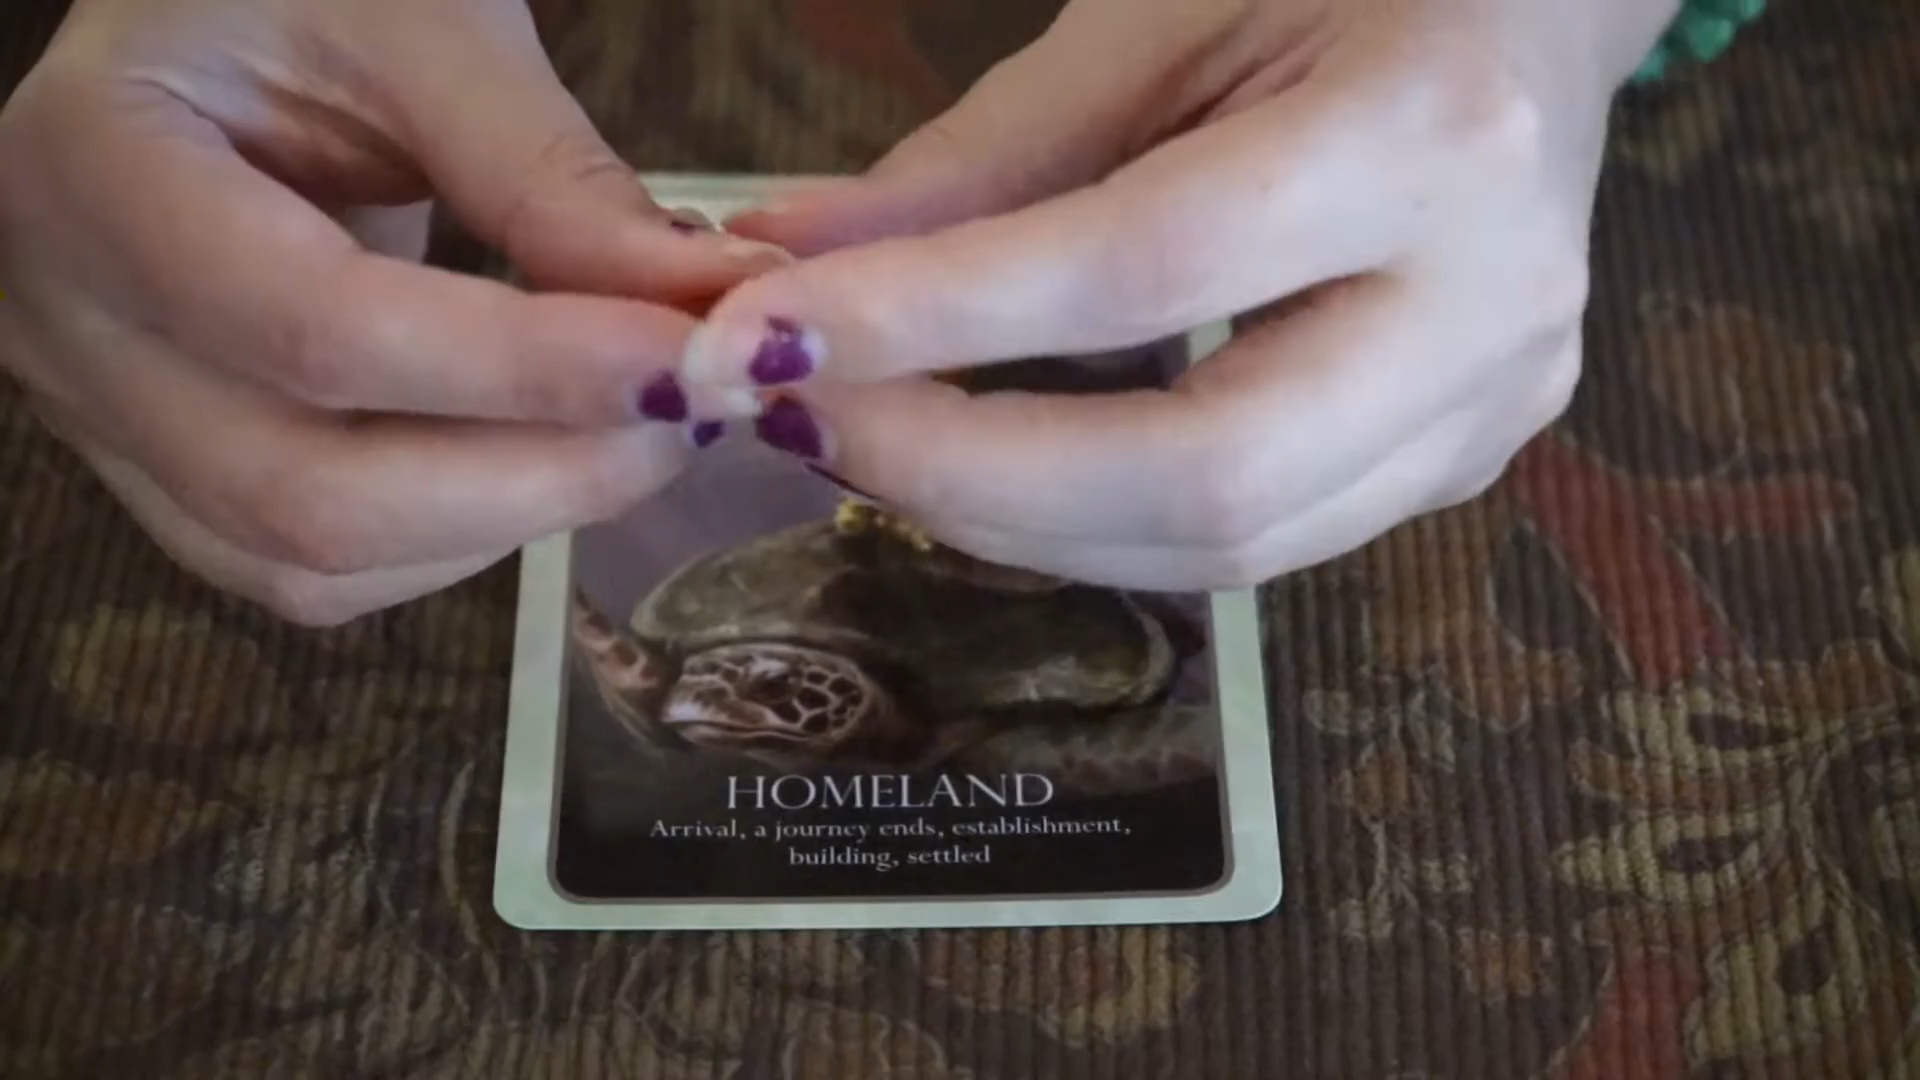 HOMELAND
Arrival, a journey ends, establishment,
building, settled